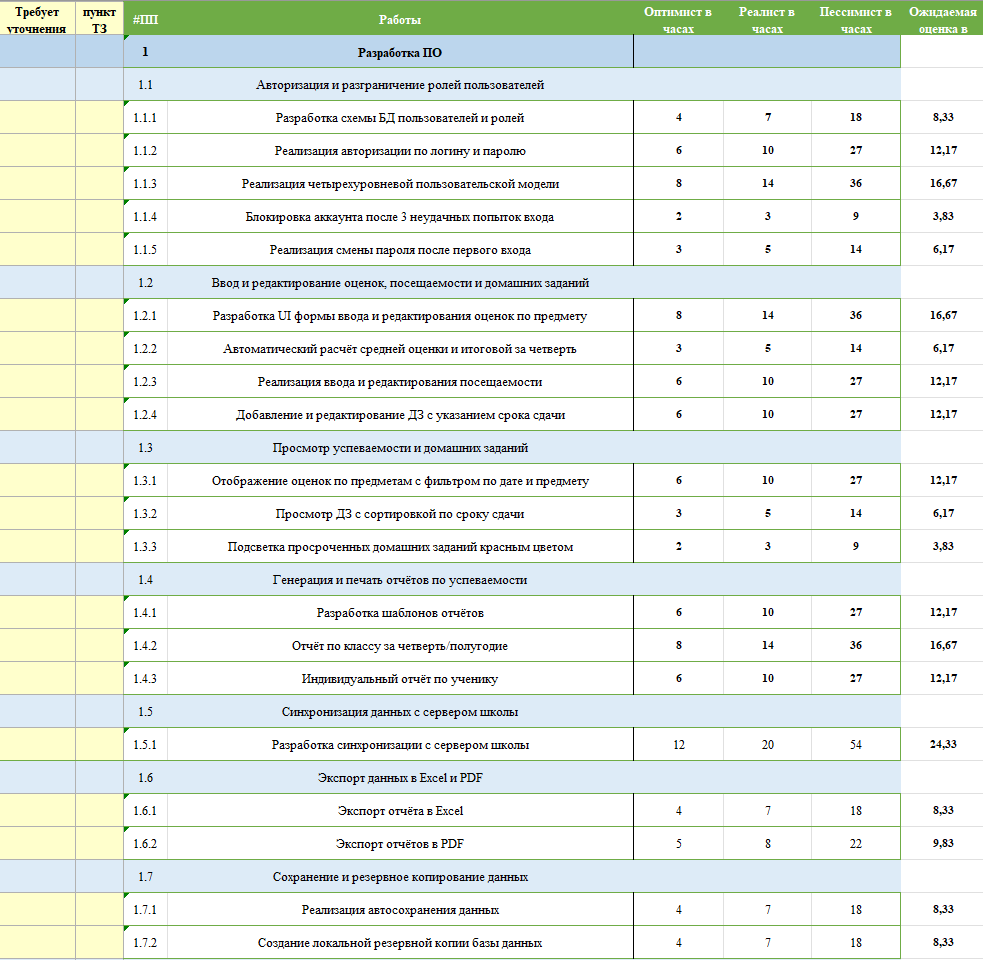 Требует уточнения | пункт ТЗ | #ПП | Работы | Оптимист в часах | Реалист в часах | Пессимист в часах | Ожидаемая оценка в
1 | Разработка ПО
1.1 | Авторизация и разграничение ролей пользователей
1.1.1 | Разработка схемы БД пользователей и ролей | 4 | 7 | 18 | 8,33
1.1.2 | Реализация авторизации по логину и паролю | 6 | 10 | 27 | 12,17
1.1.3 | Реализация четырехуровневой пользовательской модели | 8 | 14 | 36 | 16,67
1.1.4 | Блокировка аккаунта после 3 неудачных попыток входа | 2 | 3 | 9 | 3,83
1.1.5 | Реализация смены пароля после первого входа | 3 | 5 | 14 | 6,17
1.2 | Ввод и редактирование оценок, посещаемости и домашних заданий
1.2.1 | Разработка UI формы ввода и редактирования оценок по предмету | 8 | 14 | 36 | 16,67
1.2.2 | Автоматический расчёт средней оценки и итоговой за четверть | 3 | 5 | 14 | 6,17
1.2.3 | Реализация ввода и редактирования посещаемости | 6 | 10 | 27 | 12,17
1.2.4 | Добавление и редактирование ДЗ с указанием срока сдачи | 6 | 10 | 27 | 12,17
1.3 | Просмотр успеваемости и домашних заданий
1.3.1 | Отображение оценок по предметам с фильтром по дате и предмету | 6 | 10 | 27 | 12,17
1.3.2 | Просмотр ДЗ с сортировкой по сроку сдачи | 3 | 5 | 14 | 6,17
1.3.3 | Подсветка просроченных домашних заданий красным цветом | 2 | 3 | 9 | 3,83
1.4 | Генерация и печать отчётов по успеваемости
1.4.1 | Разработка шаблонов отчётов | 6 | 10 | 27 | 12,17
1.4.2 | Отчёт по классу за четверть/полугодие | 8 | 14 | 36 | 16,67
1.4.3 | Индивидуальный отчёт по ученику | 6 | 10 | 27 | 12,17
1.5 | Синхронизация данных с сервером школы
1.5.1 | Разработка синхронизации с сервером школы | 12 | 20 | 54 | 24,33
1.6 | Экспорт данных в Excel и PDF
1.6.1 | Экспорт отчёта в Excel | 4 | 7 | 18 | 8,33
1.6.2 | Экспорт отчётов в PDF | 5 | 8 | 22 | 9,83
1.7 | Сохранение и резервное копирование данных
1.7.1 | Реализация автосохранения данных | 4 | 7 | 18 | 8,33
1.7.2 | Создание локальной резервной копии базы данных | 4 | 7 | 18 | 8,33